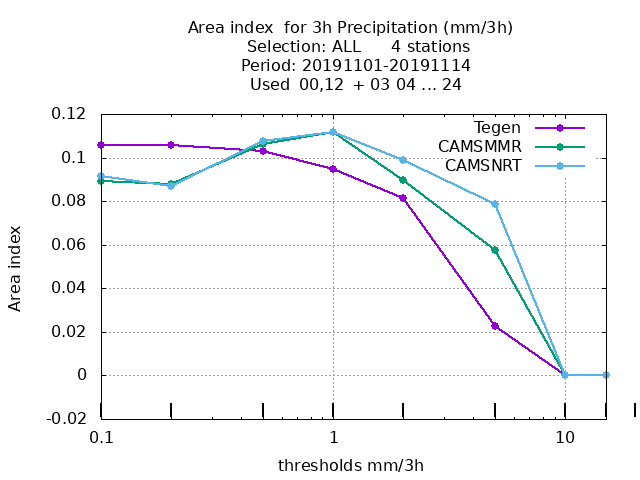 Area index  for 3h Precipitation (mm/3h)
Selection: ALL      4 stations
Period: 20191101-20191114
Used  00,12  + 03 04 ... 24
0.12
0.1
0.08
0.06
0.04
0.02
0
-0.02
0.1
1
10
Area index
thresholds mm/3h
Tegen
CAMSMMR
CAMSNRT